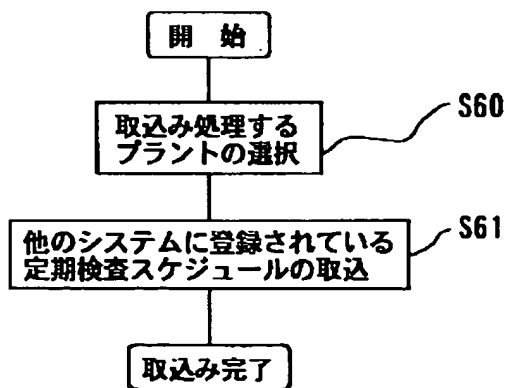 開 始
取込み処理する
プラントの選択
S60
他のシステムに登録されている
定期検査スケジュールの取込
S61
取込み完了